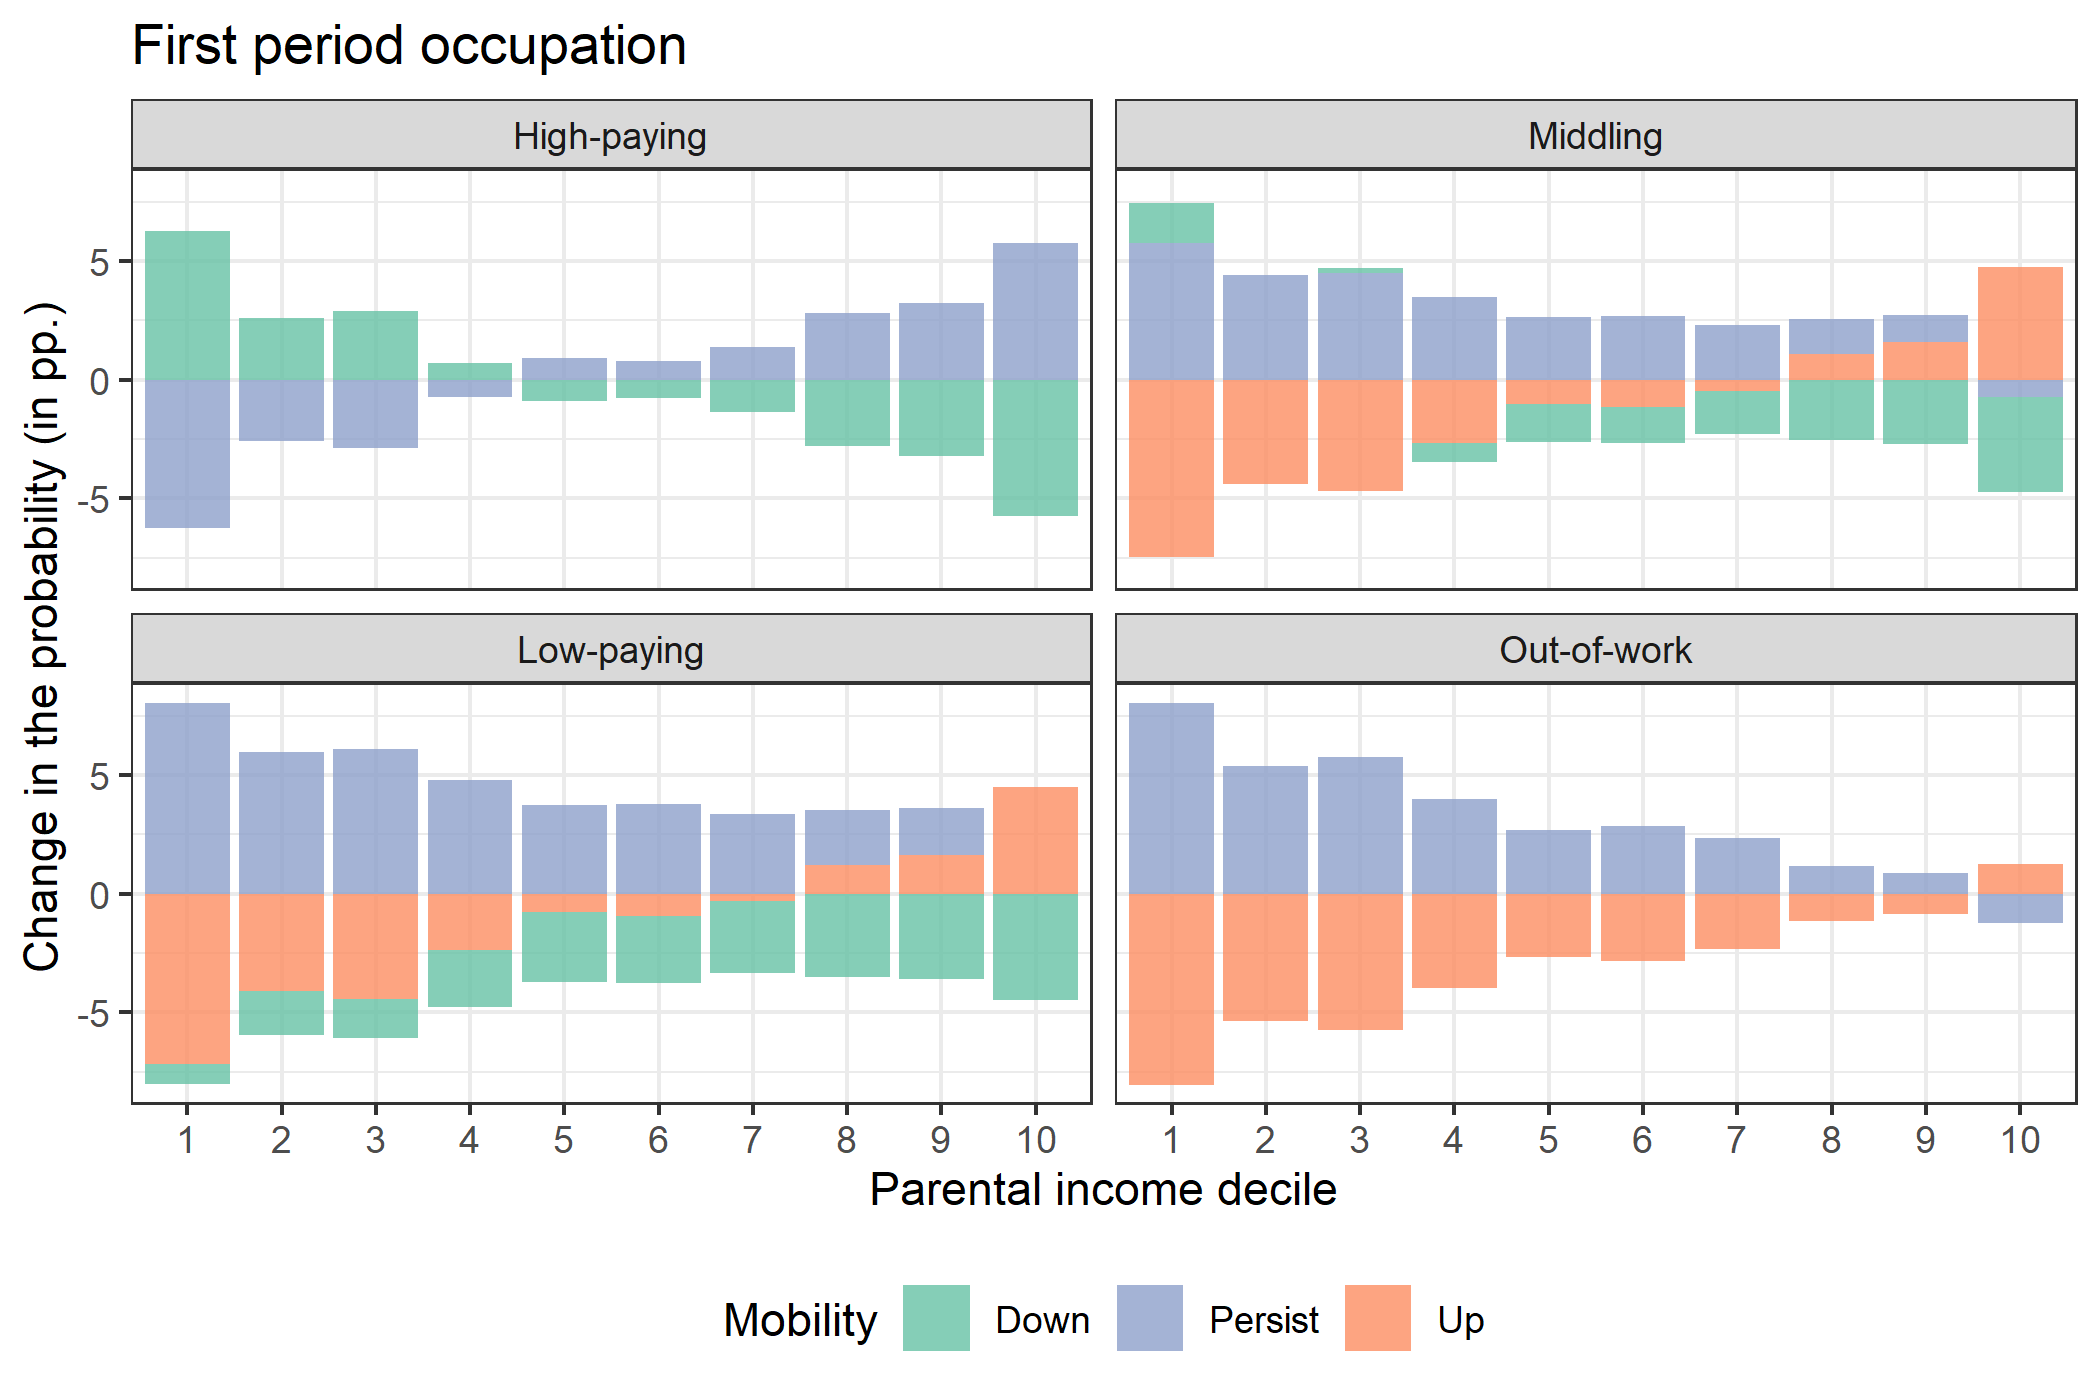 First period occupation
High-paying
Middling
5
0
-5
Low-paying
Out-of-work
5
0
-5
Change in the probability (in pp.)
1 2 3 4 5 6 7 8 9 10
1 2 3 4 5 6 7 8 9 10
Parental income decile
Mobility Down Persist Up